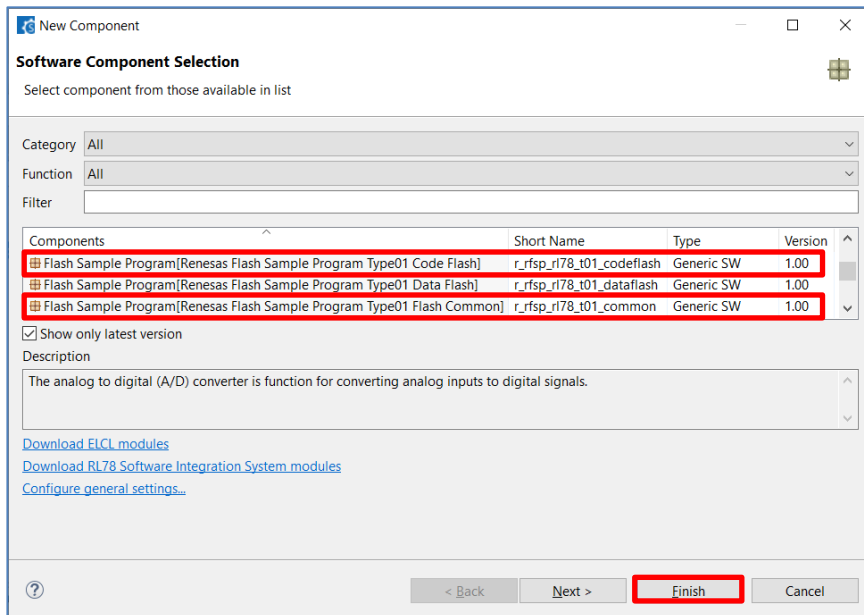 New Component
Software Component Selection
Select component from those available in list
Category All
Function All
Filter
Components Short Name Type Version
Flash Sample Program[Renesas Flash Sample Program Type01 Code Flash] r_rfsp_rl78_t01_codeflash Generic SW 1.00
Flash Sample Program[Renesas Flash Sample Program Type01 Data Flash] r_rfsp_rl78_t01_dataflash Generic SW 1.00
Flash Sample Program[Renesas Flash Sample Program Type01 Flash Common] r_rfsp_rl78_t01_common Generic SW 1.00
Show only latest version
Description
The analog to digital (A/D) converter is function for converting analog inputs to digital signals.
Download ELCL modules
Download RL78 Software Integration System modules
Configure general settings...
? < Back Next > Finish Cancel